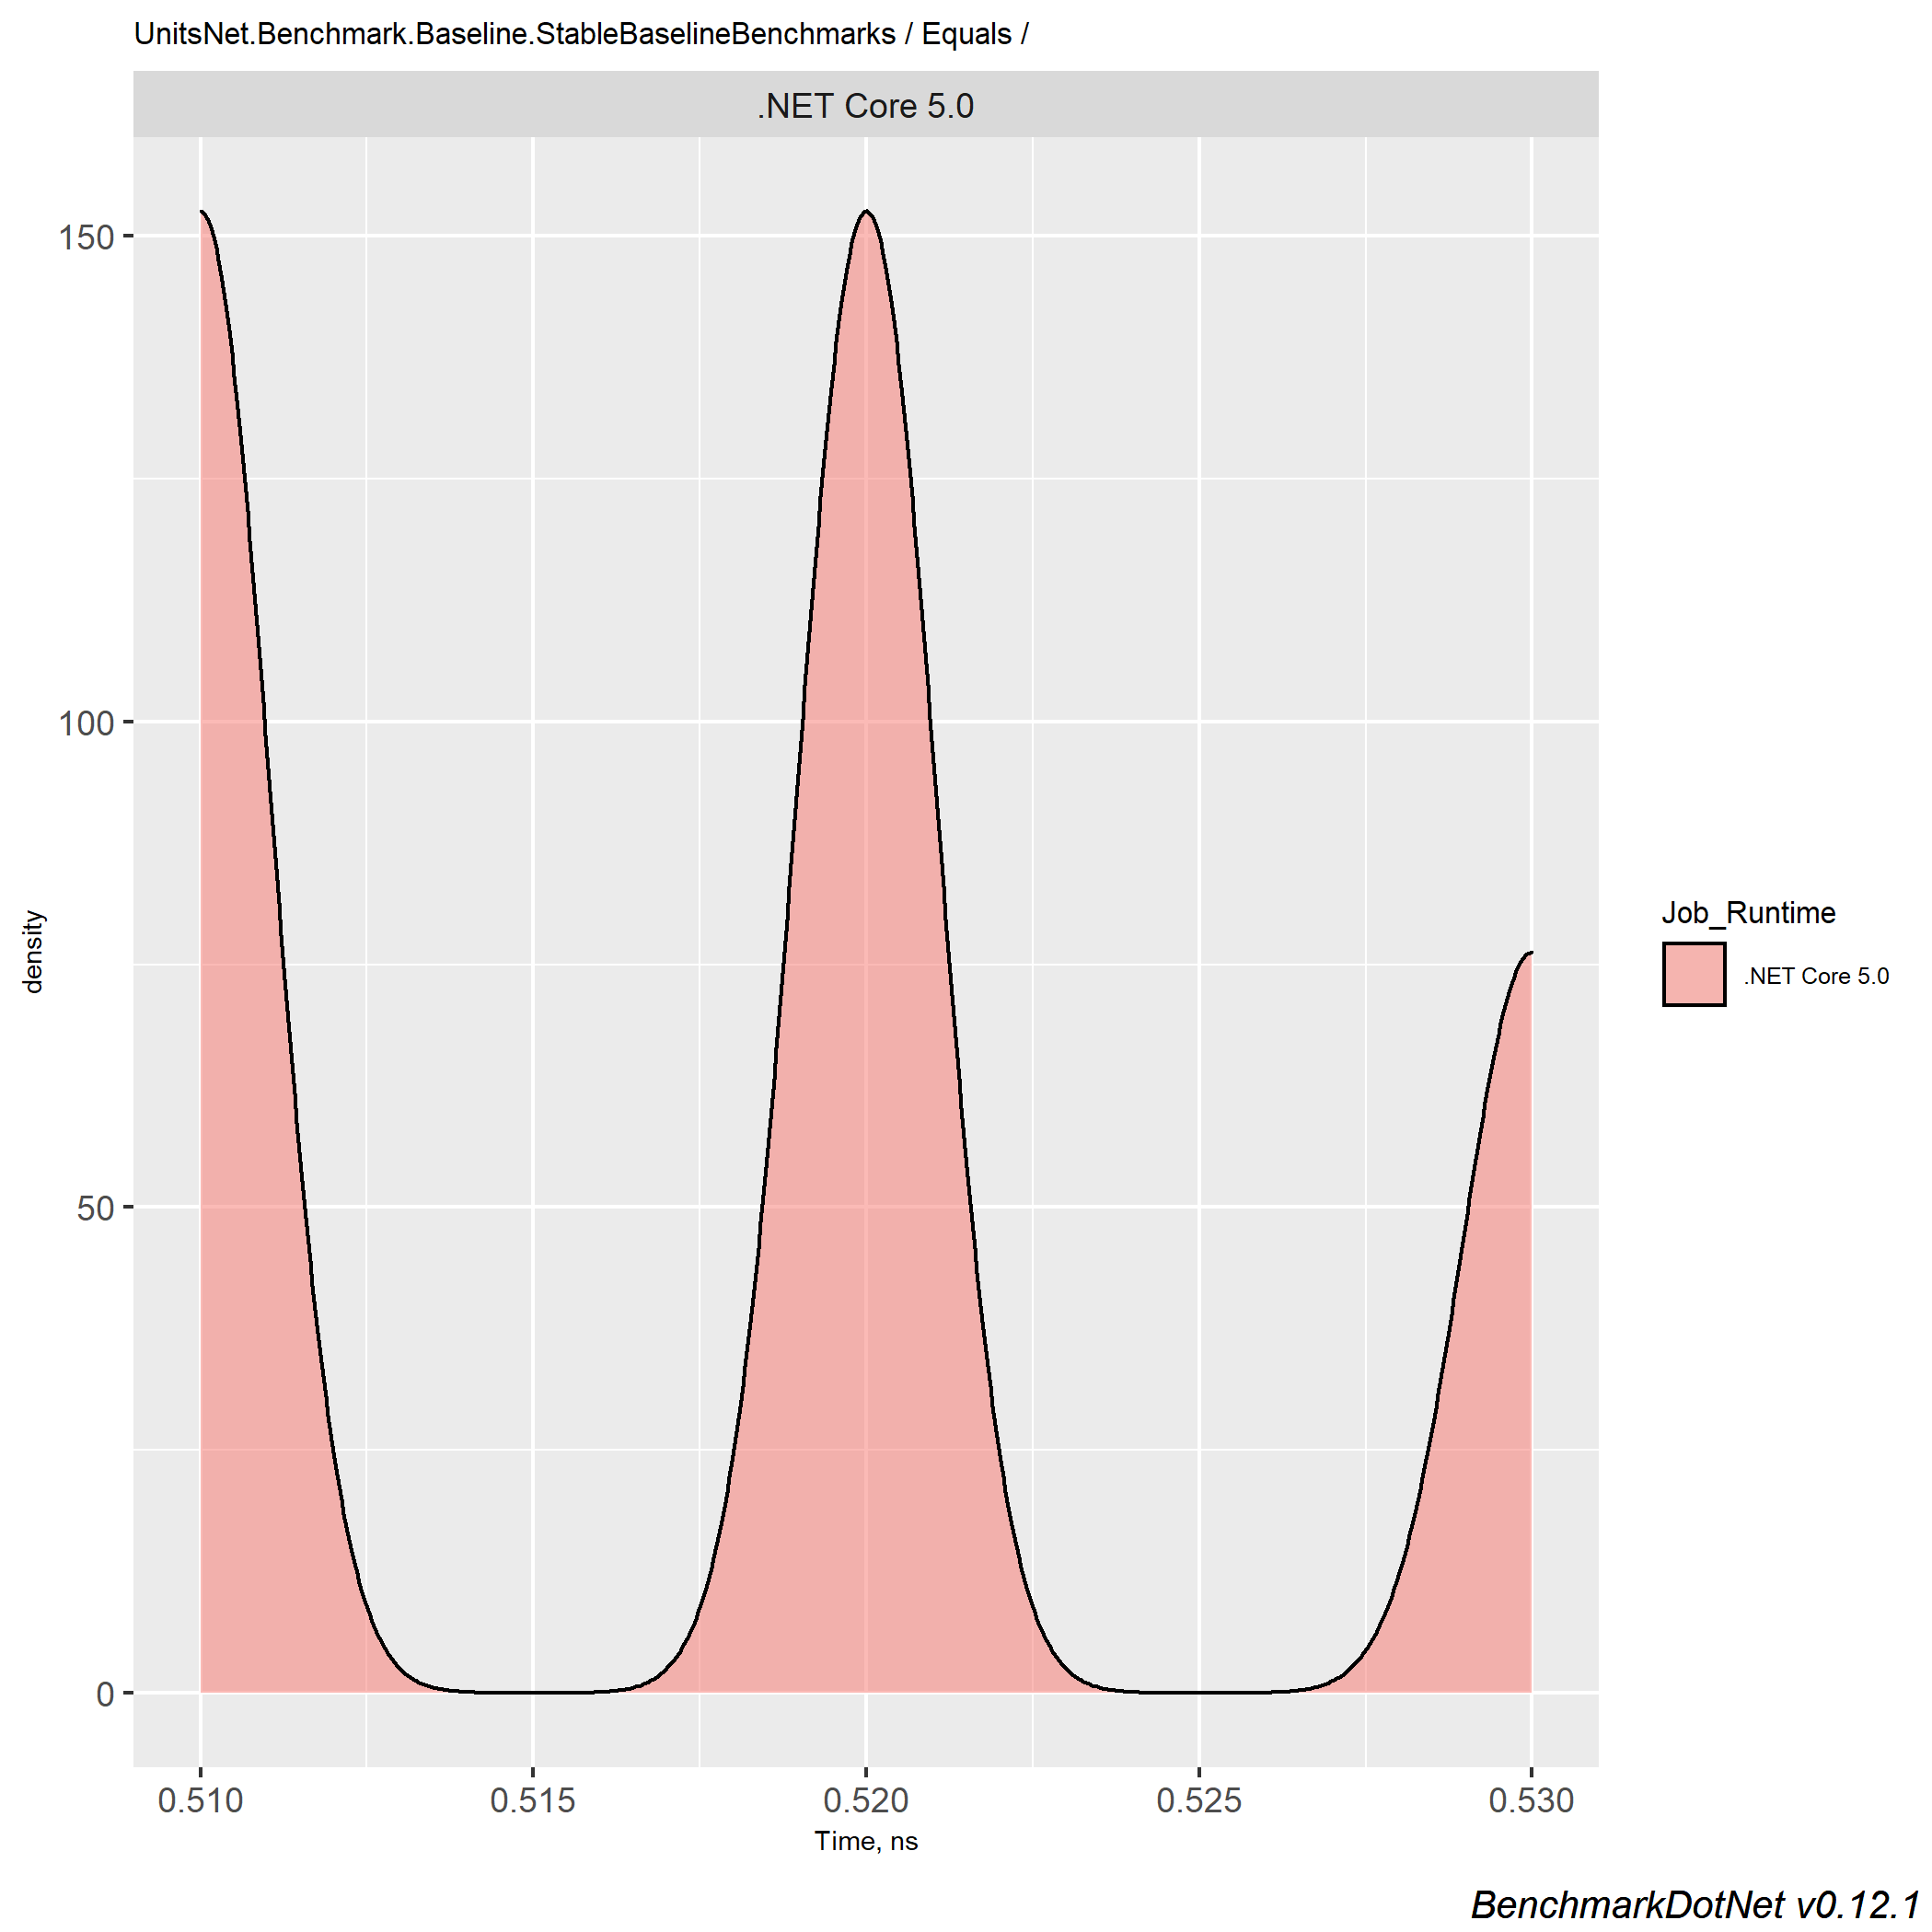 UnitsNet.Benchmark.Baseline.StableBaselineBenchmarks / Equals /
.NET Core 5.0
150
100
50
0
density
0.510 0.515 0.520 0.525 0.530
Time, ns
Job_Runtime
.NET Core 5.0
BenchmarkDotNet v0.12.1